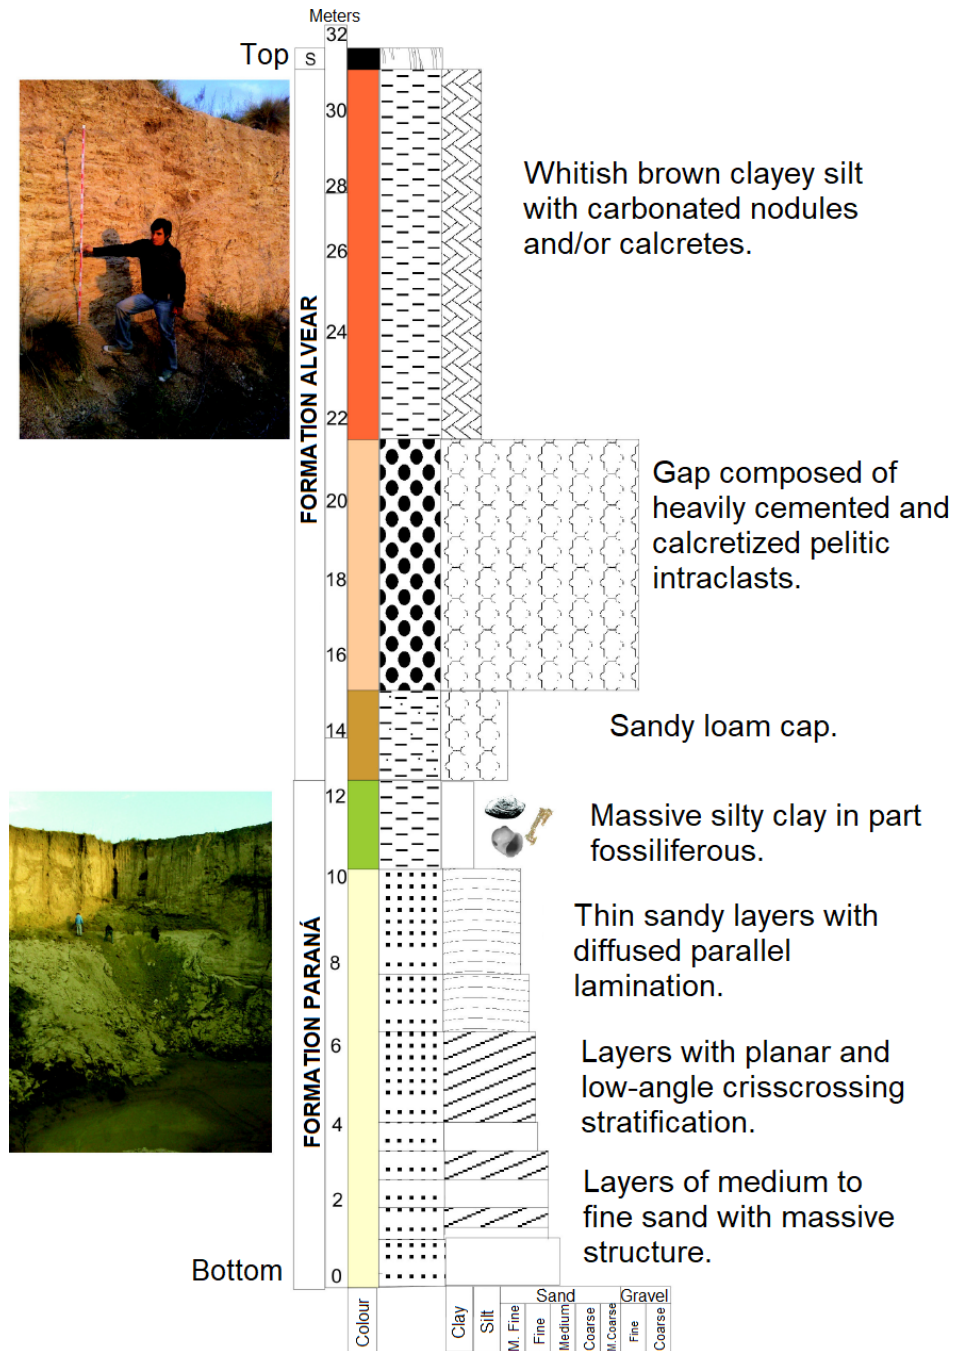 Meters
32
Top
S
30
28
26
24
22
20
18
16
14
12
10
8
6
4
2
0
FORMATION ALVEAR
FORMATION PARANÁ
Whitish brown clayey silt
with carbonated nodules
and/or calcretes.
Gap composed of
heavily cemented and
calcretized pelitic
intraclasts.
Sandy loam cap.
Massive silty clay in part
fossiliferous.
Thin sandy layers with
diffused parallel
lamination.
Layers with planar and
low-angle crisscrossing
stratification.
Layers of medium to
fine sand with massive
structure.
Bottom
Colour
Clay
Silt
Sand
Gravel
M. Fine
Fine
Medium
Coarse
M.Coarse
Fine
Coarse